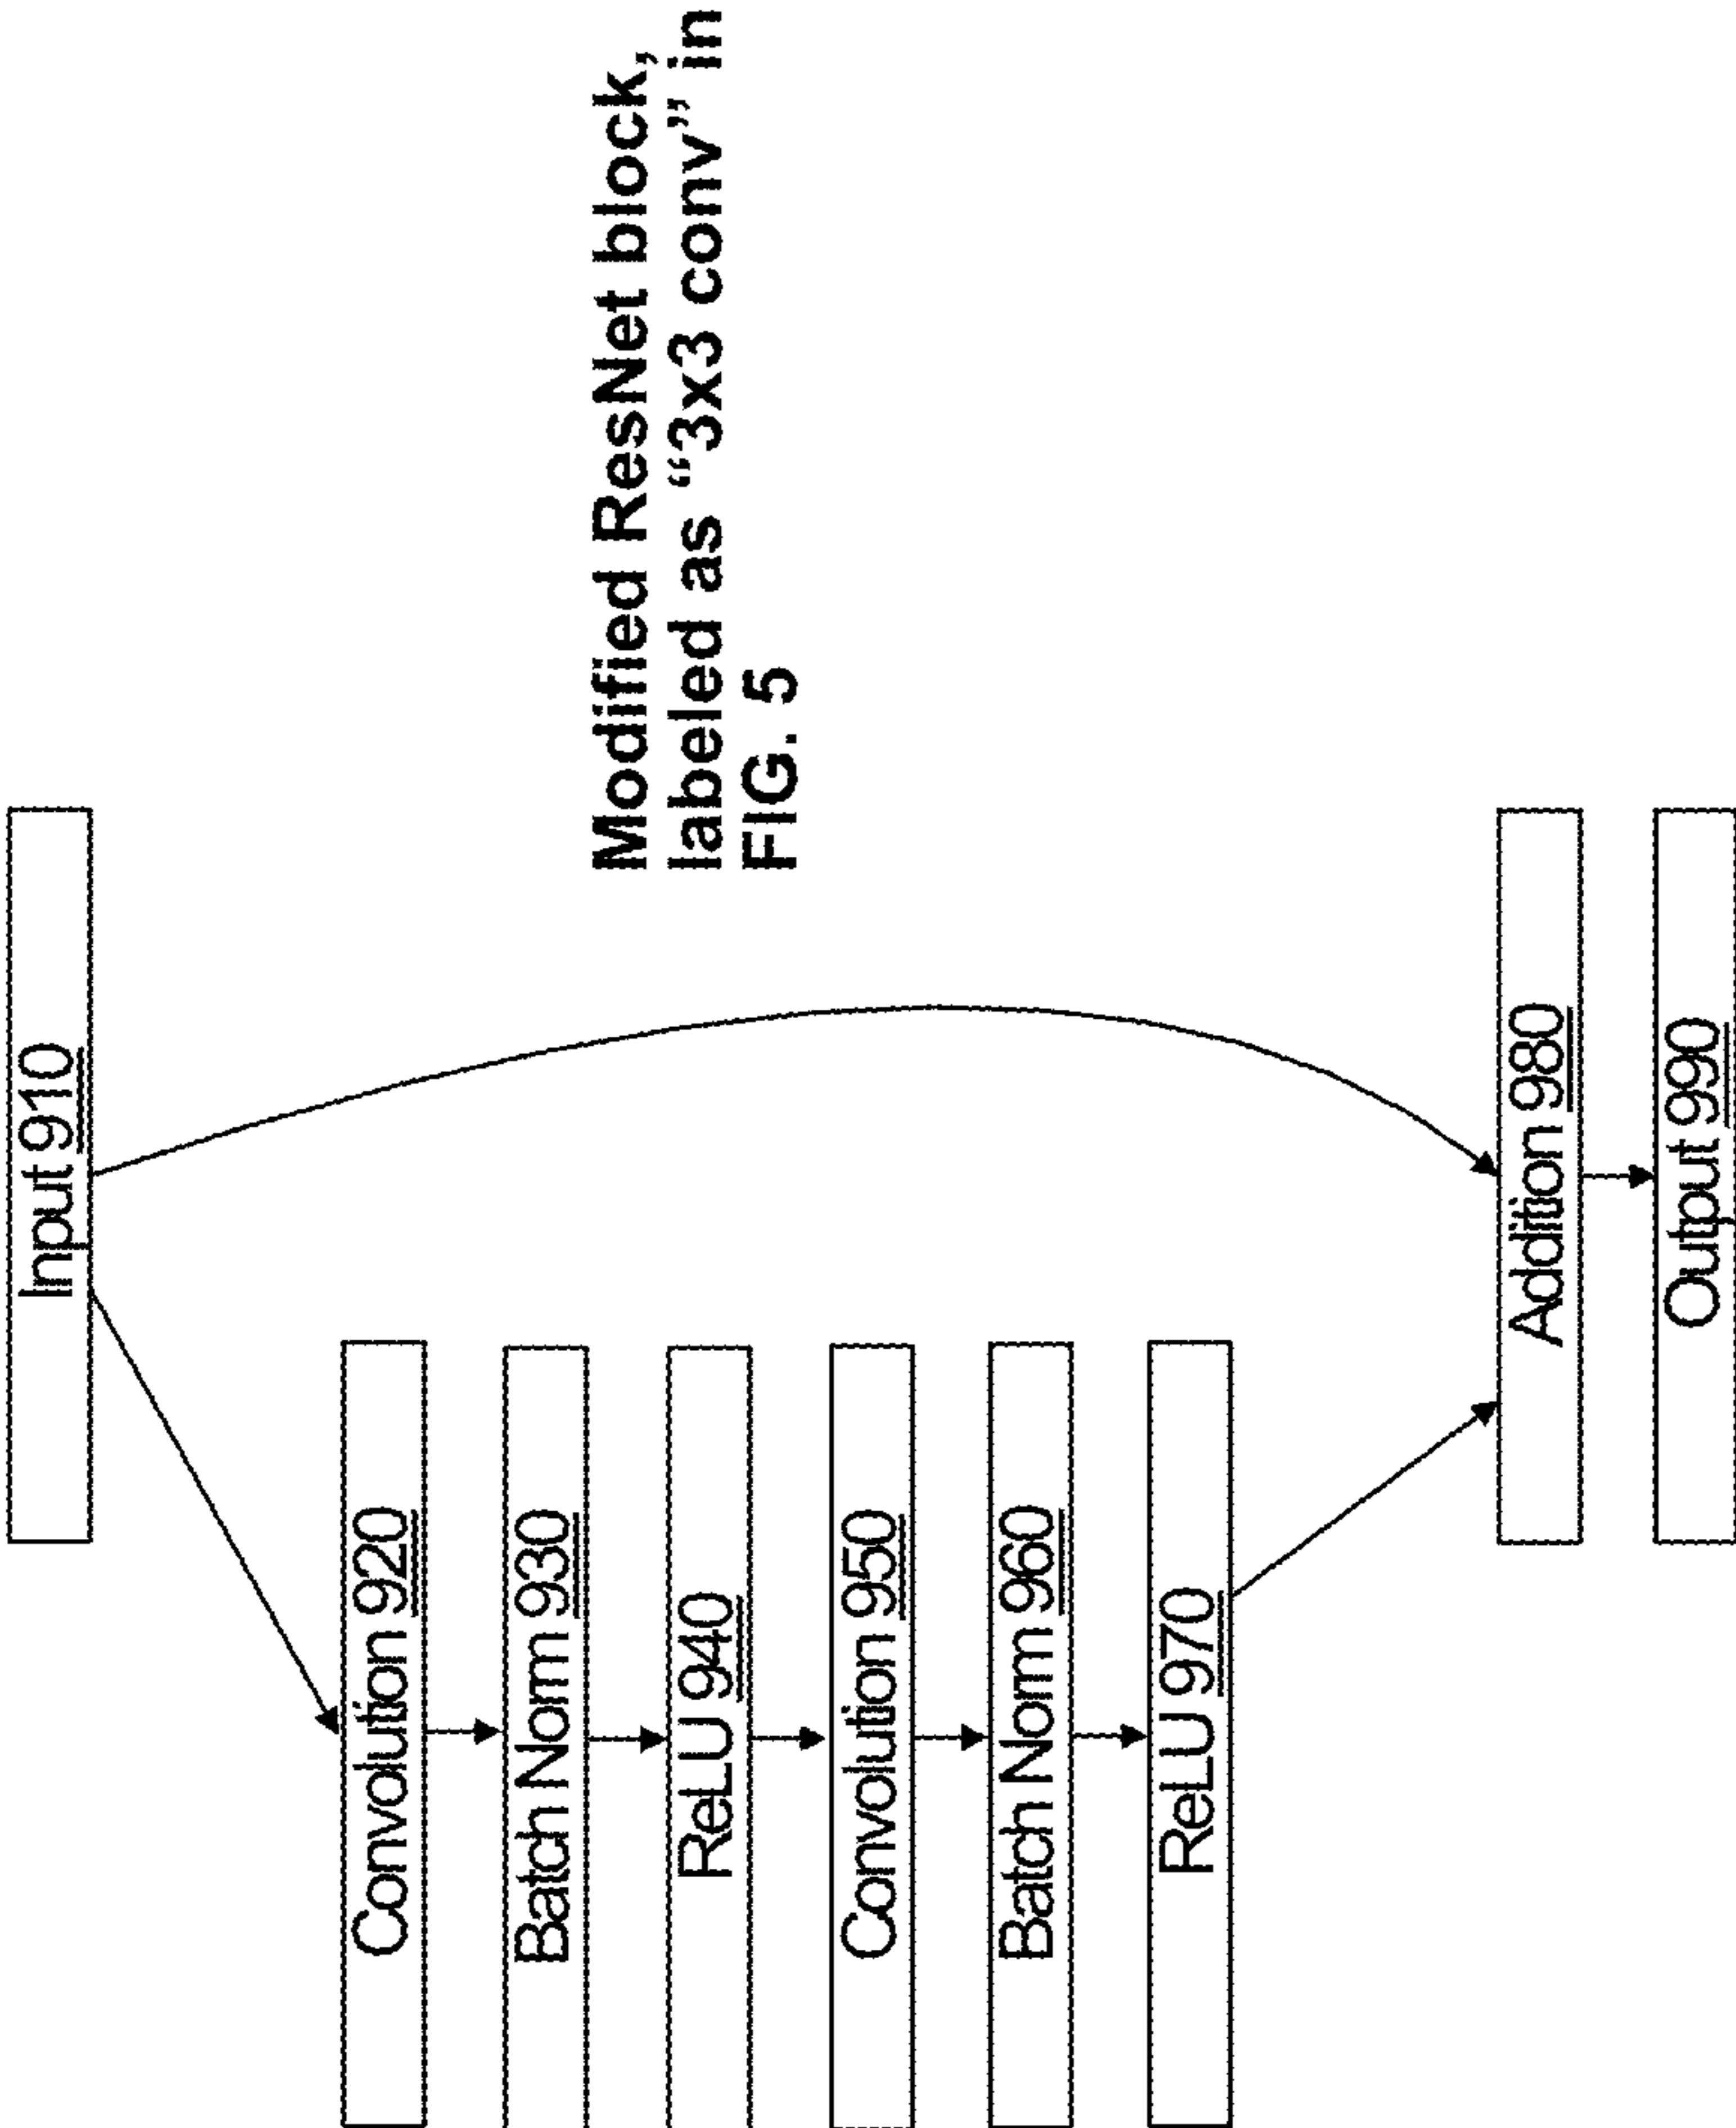 Input 910
Convolution 920
Batch Norm 930
ReLU 940
Convolution 950
Batch Norm 960
ReLU 970
Addition 980
Output 990
Modified ResNet block,
labeled as “3x3 conv” in
FIG. 5